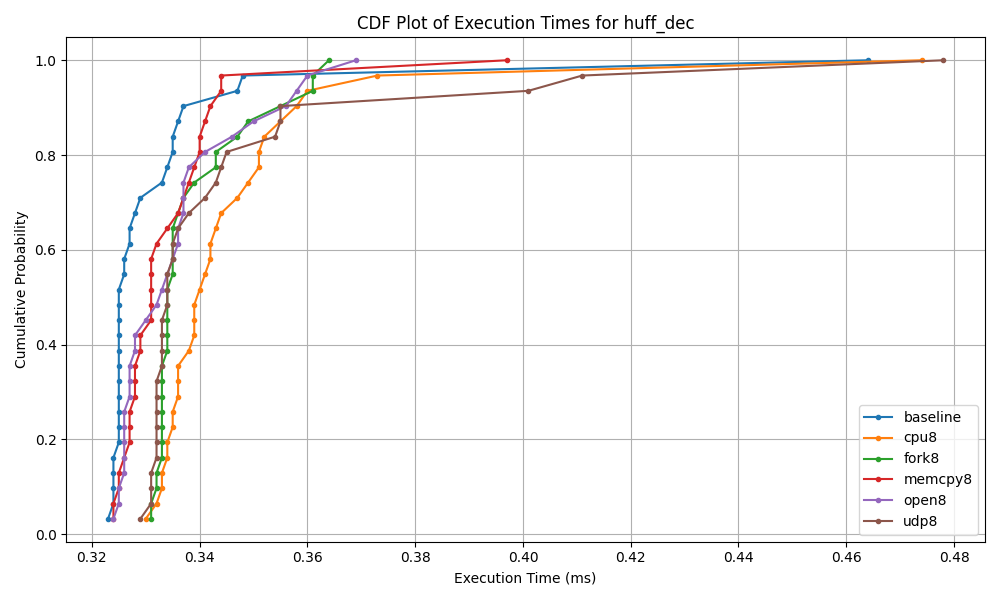 CDF Plot of Execution Times for huff_dec
Cumulative Probability
1.0
0.8
0.6
0.4
0.2
0.0
0.32 0.34 0.36 0.38 0.40 0.42 0.44 0.46 0.48
Execution Time (ms)
baseline
cpu8
fork8
memcpy8
open8
udp8